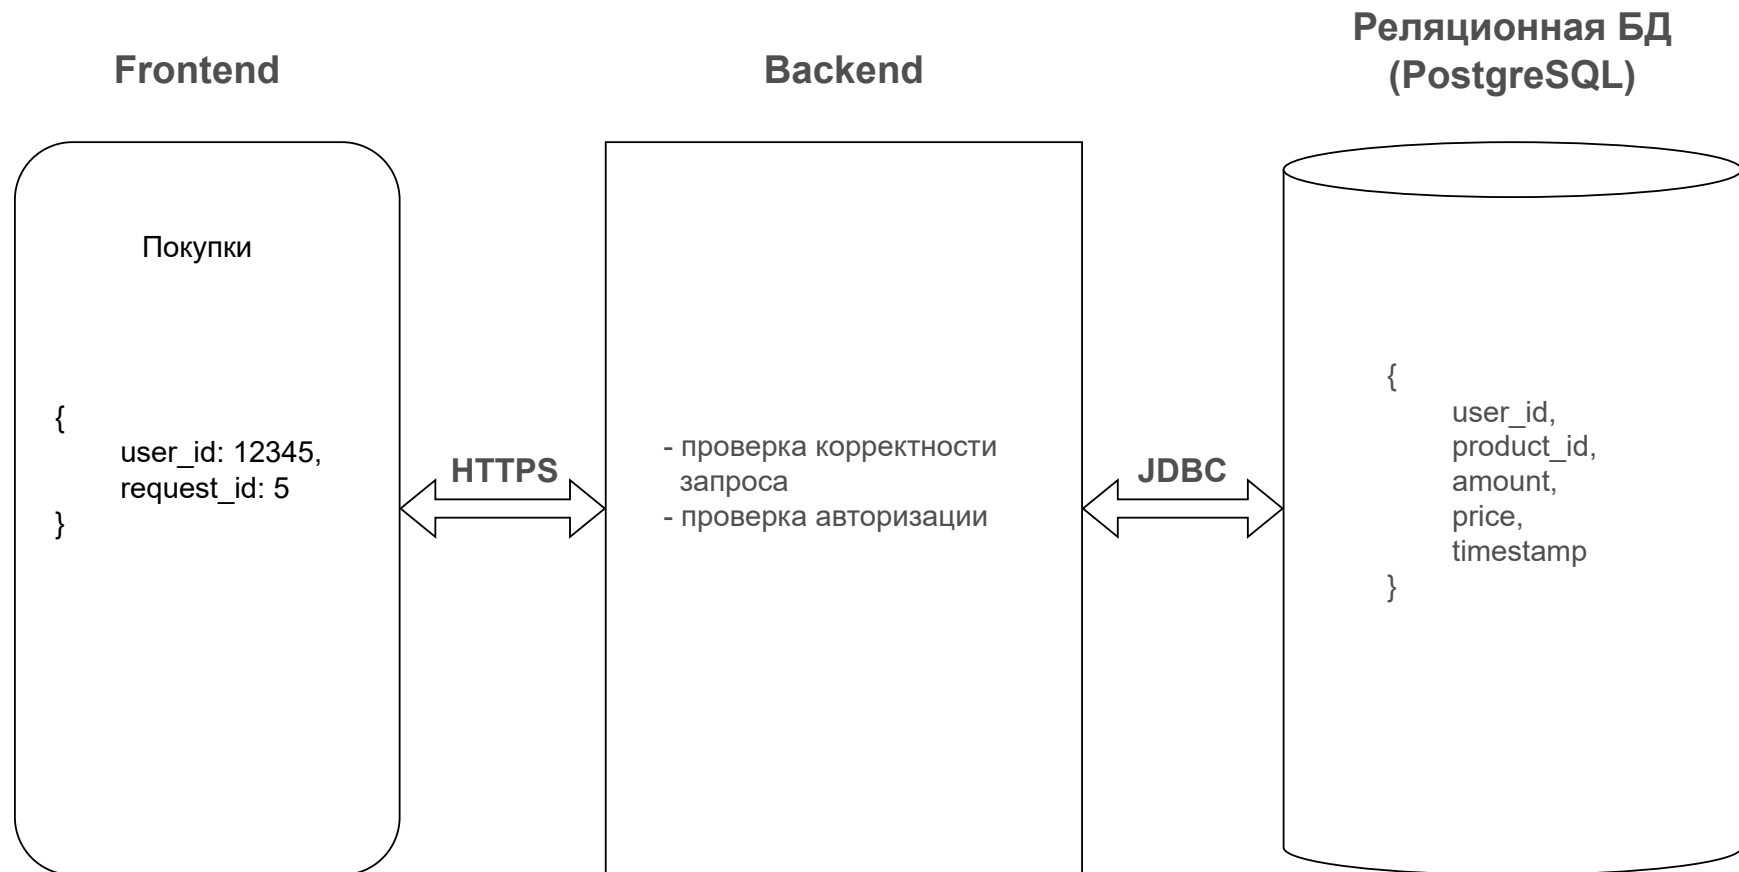 Frontend
Backend
Реляционная БД
(PostgreSQL)
Покупки
{
user_id: 12345,
request_id: 5
}
HTTPS
- проверка корректности
запроса
- проверка авторизации
JDBC
{
user_id,
product_id,
amount,
price,
timestamp
}